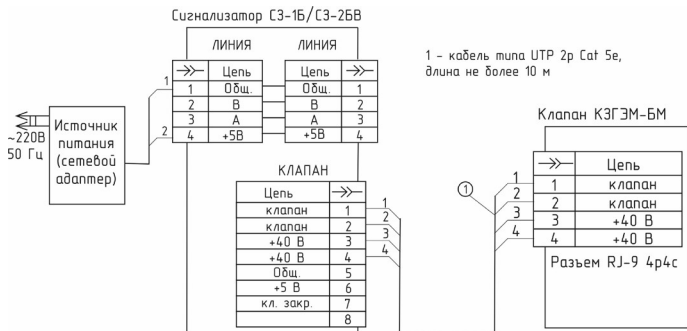 Сигнализатор СЗ-1Б/СЗ-2БВ
ЛИНИЯ ЛИНИЯ
1 – кабель типа UTP 2p Cat 5e,
длина не более 10 м
Цепь Цепь
1 1 Общ. Общ. 1
2 В В 2
3 А А 3
2 4 +5В +5В 4
~220В
50 Гц
Источник
питания
(сетевой
адаптер)
КЛАПАН
Цепь
клапан 1 1
клапан 2 2
+40 В 3 3
+40 В 4 4
Общ. 5
+5 В 6
кл. закр. 7
8
1
Клапан КЗГЭМ-БМ
Цепь
1 1 клапан
2 2 клапан
3 3 +40 В
4 4 +40 В
Разъем RJ-9 4p4c